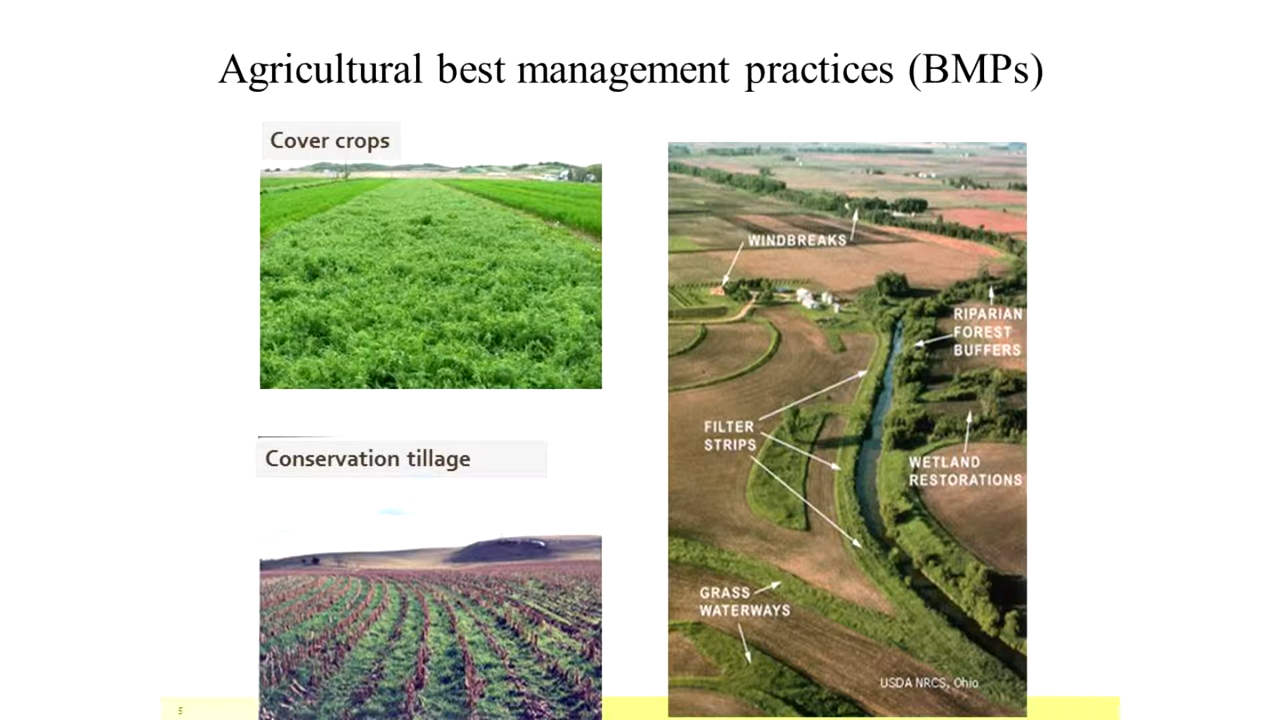 Agricultural best management practices (BMPs)
Cover crops
Conservation tillage
WINDBREAKS
RIPARIAN
FOREST
BUFFERS
FILTER
STRIPS
WETLAND
RESTORATIONS
GRASS
WATERWAYS
USDA NRCS, Ohio
5